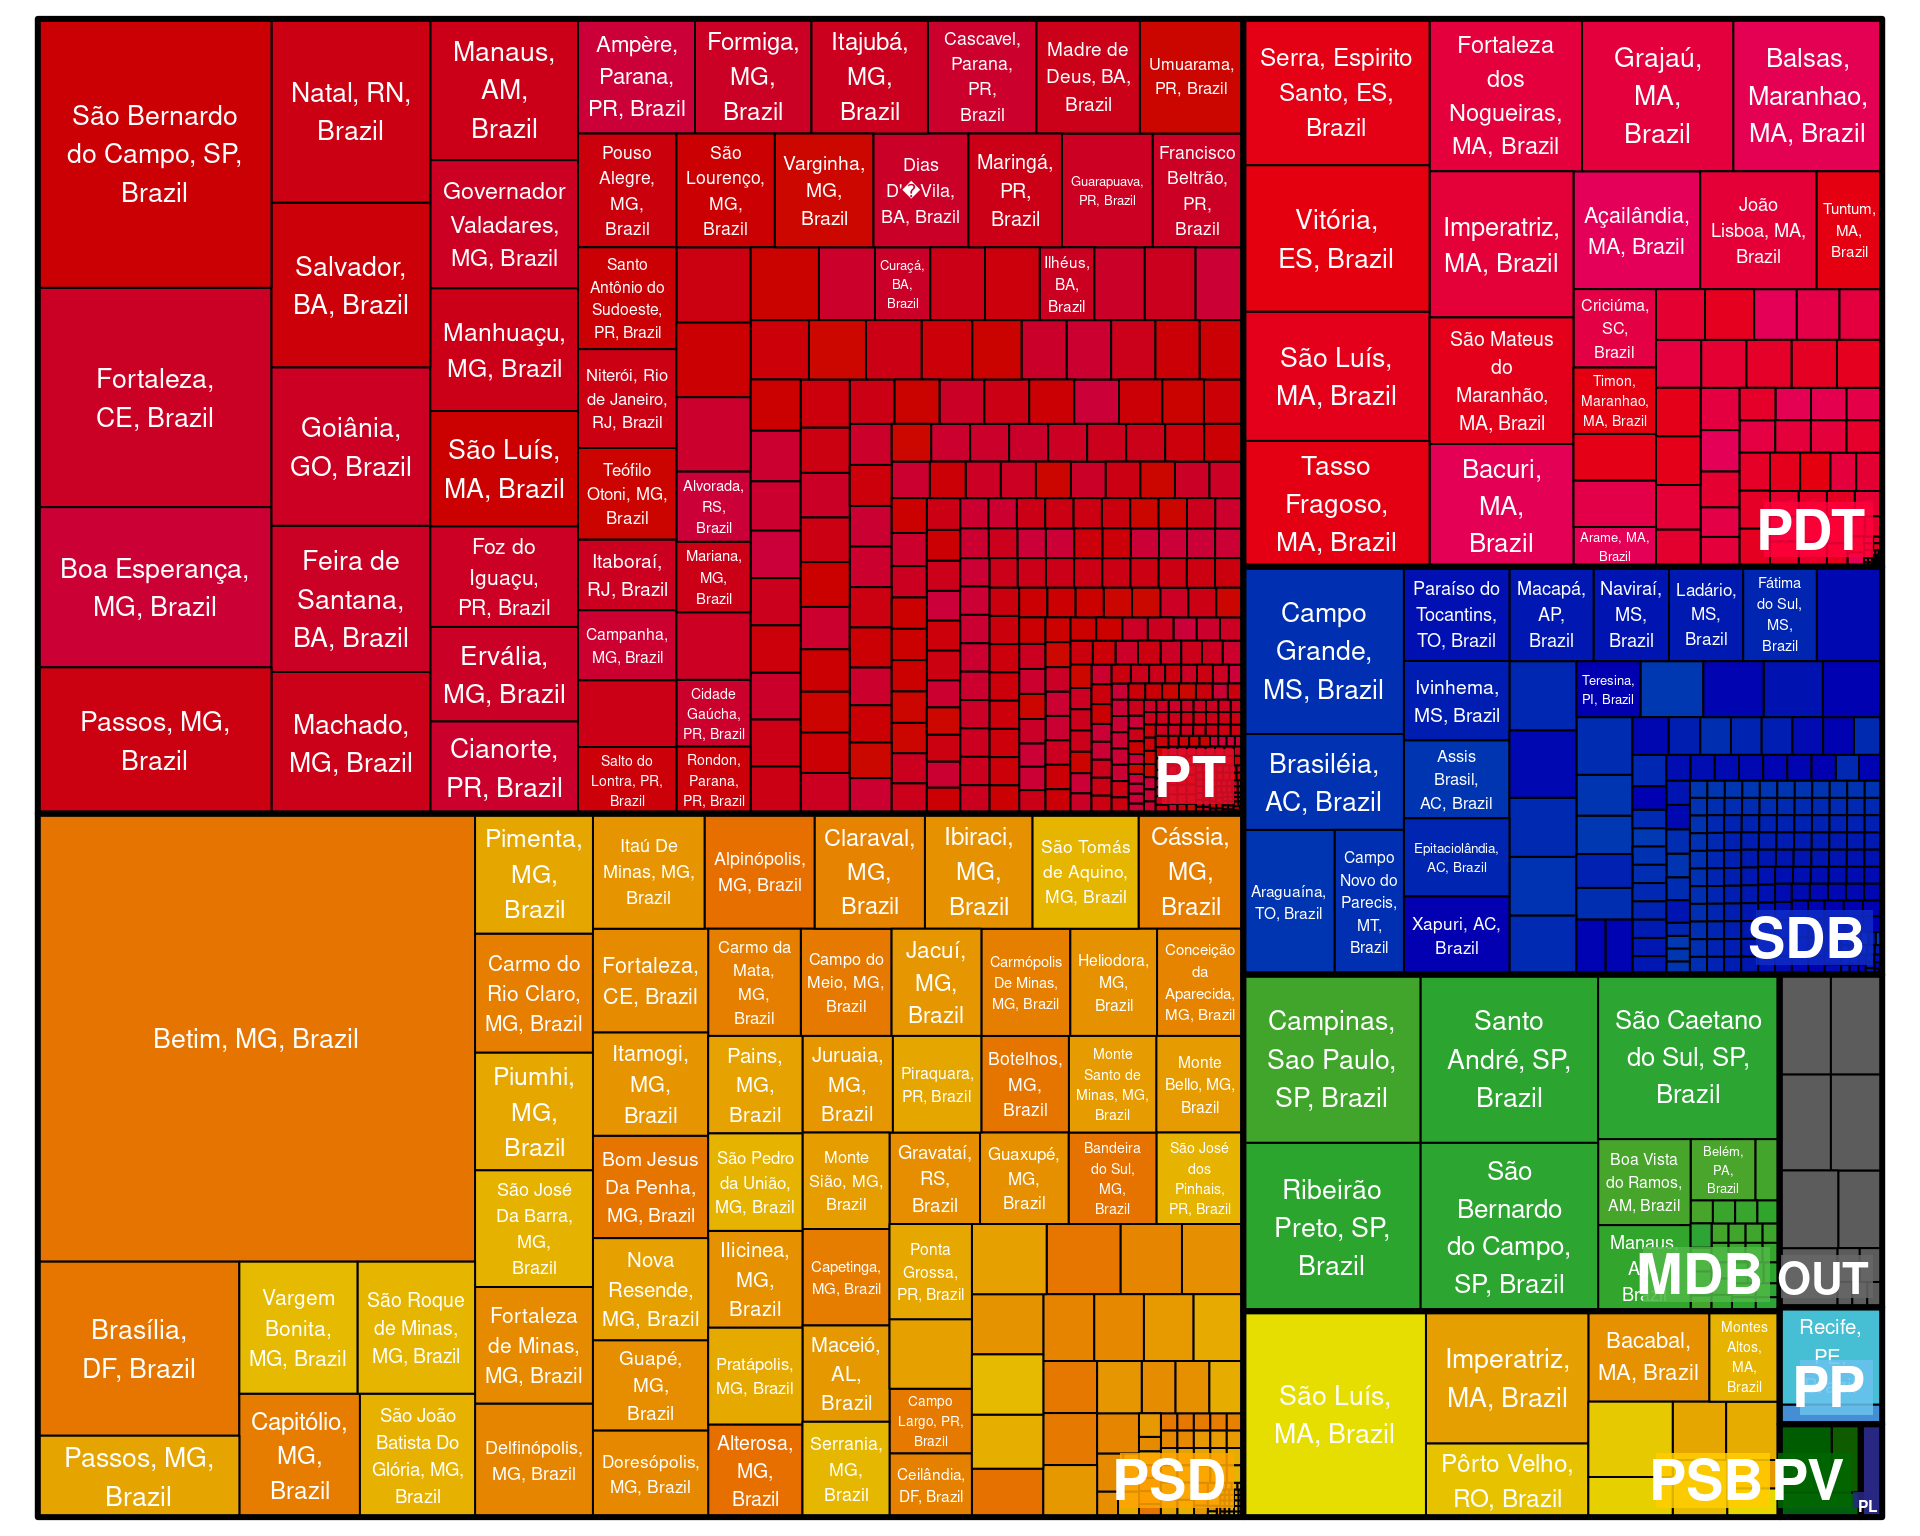 São Bernardo
do Campo, SP,
Brazil
Fortaleza,
CE, Brazil
Boa Esperança,
MG, Brazil
Passos, MG,
Brazil
Natal, RN,
Brazil
Salvador,
BA, Brazil
Goiânia,
GO, Brazil
Feira de
Santana,
BA, Brazil
Machado,
MG, Brazil
Manaus,
AM,
Brazil
Governador
Valadares,
MG, Brazil
Manhuaçu,
MG, Brazil
São Luís,
MA, Brazil
Foz do
Iguaçu,
PR, Brazil
Ervália,
MG, Brazil
Cianorte,
PR, Brazil
Ampère,
Parana,
PR, Brazil
Formiga,
MG,
Brazil
Itajubá,
MG,
Brazil
Cascavel,
Parana,
PR,
Brazil
Madre de
Deus, BA,
Brazil
Umuarama,
PR, Brazil
Pouso
Alegre,
MG,
Brazil
São
Lourenço,
MG,
Brazil
Varginha,
MG,
Brazil
Dias
D'�Vila,
BA, Brazil
Maringá,
PR,
Brazil
Guarapuava,
PR, Brazil
Francisco
Beltrão,
PR,
Brazil
Santo
Antônio do
Sudoeste,
PR, Brazil
Niterói, Rio
de Janeiro,
RJ, Brazil
Teófilo
Otoni, MG,
Brazil
Itaboraí,
RJ, Brazil
Campanha,
MG, Brazil
Salto do
Lontra, PR,
Brazil
Alvorada,
RS,
Brazil
Mariana,
MG,
Brazil
Cidade
Gaúcha,
PR, Brazil
Rondon,
Parana,
PR, Brazil
Curaçá,
BA,
Brazil
Ilhéus,
BA,
Brazil
PT
Serra, Espirito
Santo, ES,
Brazil
Vitória,
ES, Brazil
São Luís,
MA, Brazil
Tasso
Fragoso,
MA, Brazil
Fortaleza
dos
Nogueiras,
MA, Brazil
Grajaú,
MA,
Brazil
Balsas,
Maranhao,
MA, Brazil
Imperatriz,
MA, Brazil
São Mateus
do
Maranhão,
MA, Brazil
Bacuri,
MA,
Brazil
Açailândia,
MA, Brazil
João
Lisboa, MA,
Brazil
Tuntum,
MA,
Brazil
Criciúma,
SC,
Brazil
Timon,
Maranhao,
MA, Brazil
Arame, MA,
Brazil
PDT
Campo
Grande,
MS, Brazil
Brasiléia,
AC, Brazil
Araguaína,
TO, Brazil
Campo
Novo do
Parecis,
MT,
Brazil
Paraíso do
Tocantins,
TO, Brazil
Macapá,
AP,
Brazil
Naviraí,
MS,
Brazil
Ladário,
MS,
Brazil
Fátima
do Sul,
MS,
Brazil
Ivinhema,
MS, Brazil
Assis
Brasil,
AC, Brazil
Epitaciolândia,
AC, Brazil
Xapuri, AC,
Brazil
Teresina,
PI, Brazil
SDB
Betim, MG, Brazil
Brasília,
DF, Brazil
Passos, MG,
Brazil
Vargem
Bonita,
MG, Brazil
São Roque
de Minas,
MG, Brazil
Capitólio,
MG,
Brazil
São João
Batista Do
Glória, MG,
Brazil
Pimenta,
MG,
Brazil
Carmo do
Rio Claro,
MG, Brazil
Piumhi,
MG,
Brazil
São José
Da Barra,
MG,
Brazil
Fortaleza
de Minas,
MG, Brazil
Delfinópolis,
MG, Brazil
Itaú De
Minas, MG,
Brazil
Alpinópolis,
MG, Brazil
Claraval,
MG,
Brazil
Ibiraci,
MG,
Brazil
São Tomás
de Aquino,
MG, Brazil
Cássia,
MG,
Brazil
Fortaleza,
CE, Brazil
Itamogi,
MG,
Brazil
Bom Jesus
Da Penha,
MG, Brazil
Nova
Resende,
MG, Brazil
Guapé,
MG,
Brazil
Doresópolis,
MG, Brazil
Carmo da
Mata,
MG,
Brazil
Campo do
Meio, MG,
Brazil
Jacuí,
MG,
Brazil
Carmópolis
De Minas,
MG, Brazil
Heliodora,
MG,
Brazil
Conceição
da
Aparecida,
MG, Brazil
Pains,
MG,
Brazil
Juruaia,
MG,
Brazil
Piraquara,
PR, Brazil
Botelhos,
MG,
Brazil
Monte
Santo de
Minas, MG,
Brazil
Monte
Bello, MG,
Brazil
São Pedro
da União,
MG, Brazil
Monte
Sião, MG,
Brazil
Gravataí,
RS,
Brazil
Guaxupé,
MG,
Brazil
Bandeira
do Sul,
MG,
Brazil
São José
dos
Pinhais,
PR, Brazil
Ilicinea,
MG,
Brazil
Capetinga,
MG, Brazil
Ponta
Grossa,
PR, Brazil
Pratápolis,
MG, Brazil
Maceió,
AL,
Brazil
Alterosa,
MG,
Brazil
Serrania,
MG,
Brazil
Campo
Largo, PR,
Brazil
Ceilândia,
DF, Brazil
PSD
Campinas,
Sao Paulo,
SP, Brazil
Santo
André, SP,
Brazil
São Caetano
do Sul, SP,
Brazil
Ribeirão
Preto, SP,
Brazil
São
Bernardo
do Campo,
SP, Brazil
Boa Vista
do Ramos,
AM, Brazil
Belém,
PA,
Brazil
Manaus,
MDB
OUT
São Luís,
MA, Brazil
Imperatriz,
MA, Brazil
Pôrto Velho,
RO, Brazil
Bacabal,
MA, Brazil
Montes
Altos,
MA,
Brazil
PSB
Recife,
PE
PP
PV
PL